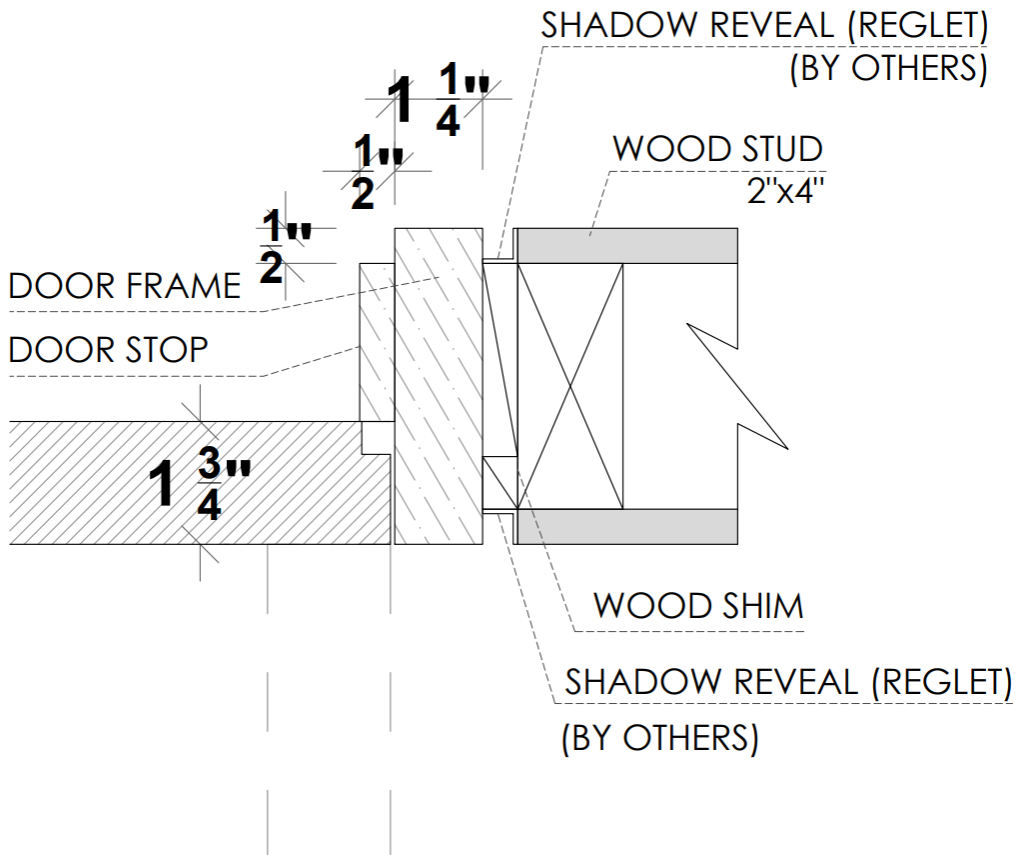 SHADOW REVEAL (REGLET)
(BY OTHERS)
1 1/4"
1/2"
WOOD STUD
2"x4"
1/2"
DOOR FRAME
DOOR STOP
1 3/4"
WOOD SHIM
SHADOW REVEAL (REGLET)
(BY OTHERS)